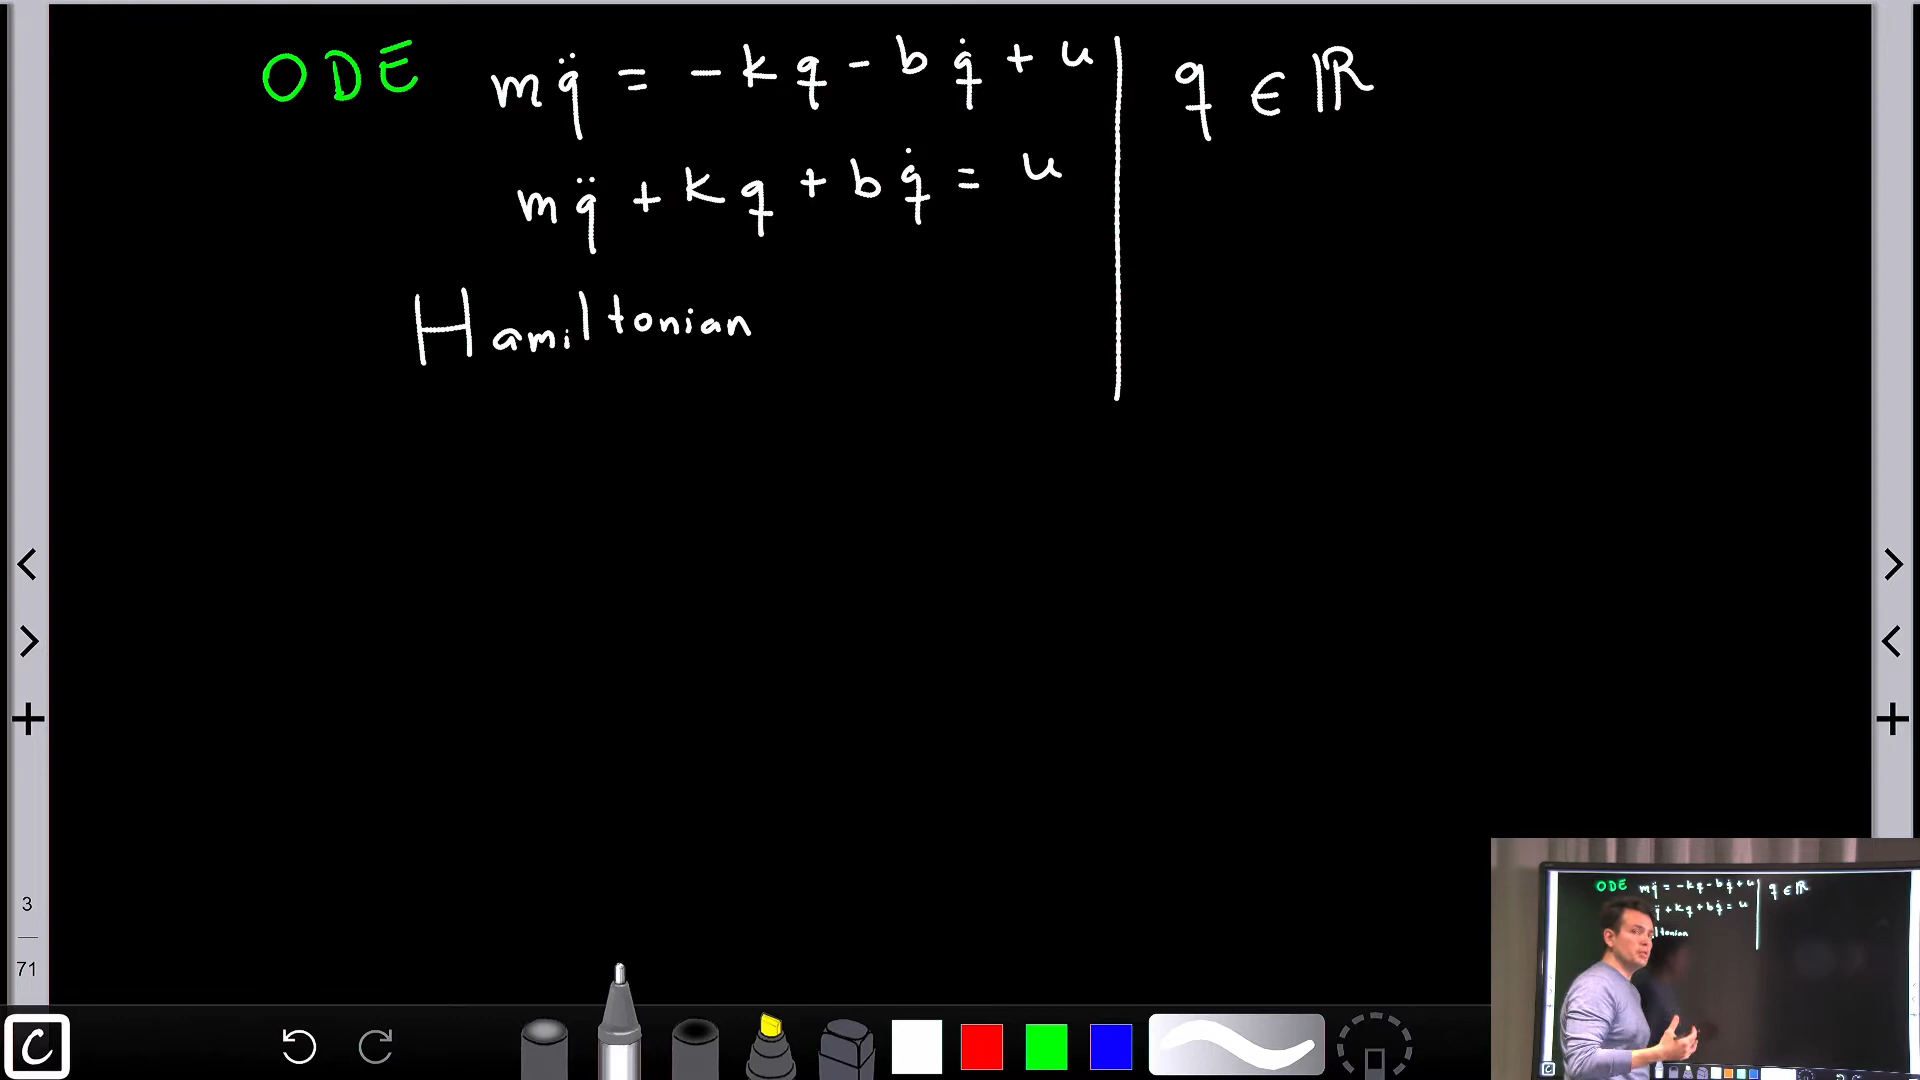 ODE mq̈ = -kq - bq̇ + u | q ∈ ℝ
mq̈ + kq + bq̇ = u
Hamiltonian
3
71